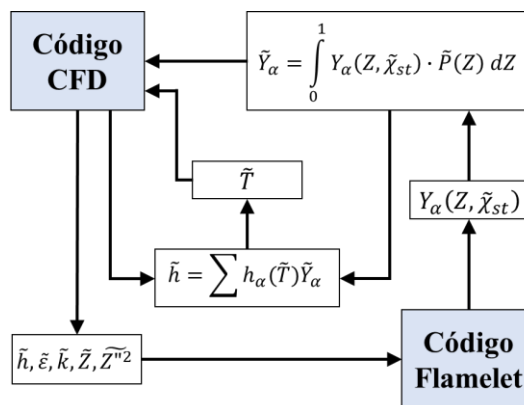 Código
CFD
Ỹ_α = ∫₀¹ Y_α(Z, χ̃_st) · P̃(Z) dZ
T̃
Y_α(Z, χ̃_st)
h̃ = ∑ h_α(T̃)Ỹ_α
h̃, ε̃, k̃, Z̃, Z̃"²
Código
Flamelet